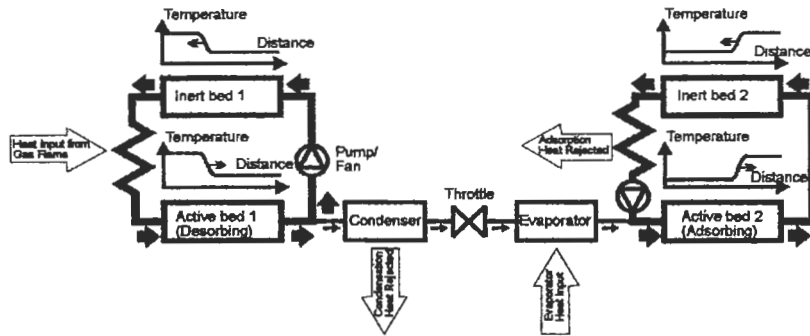 Temperature
Distance
Inert bed 1
Heat Input from
Gas Flame
Temperature
Distance
Pump/
Fan
Active bed 1
(Desorbing)
Condenser
Condensation
Heat Rejected
Throttle
Evaporator
Evaporator
Heat Input
Temperature
Distance
Inert bed 2
Adsorption
Heat Rejected
Temperature
Distance
Active bed 2
(Adsorbing)